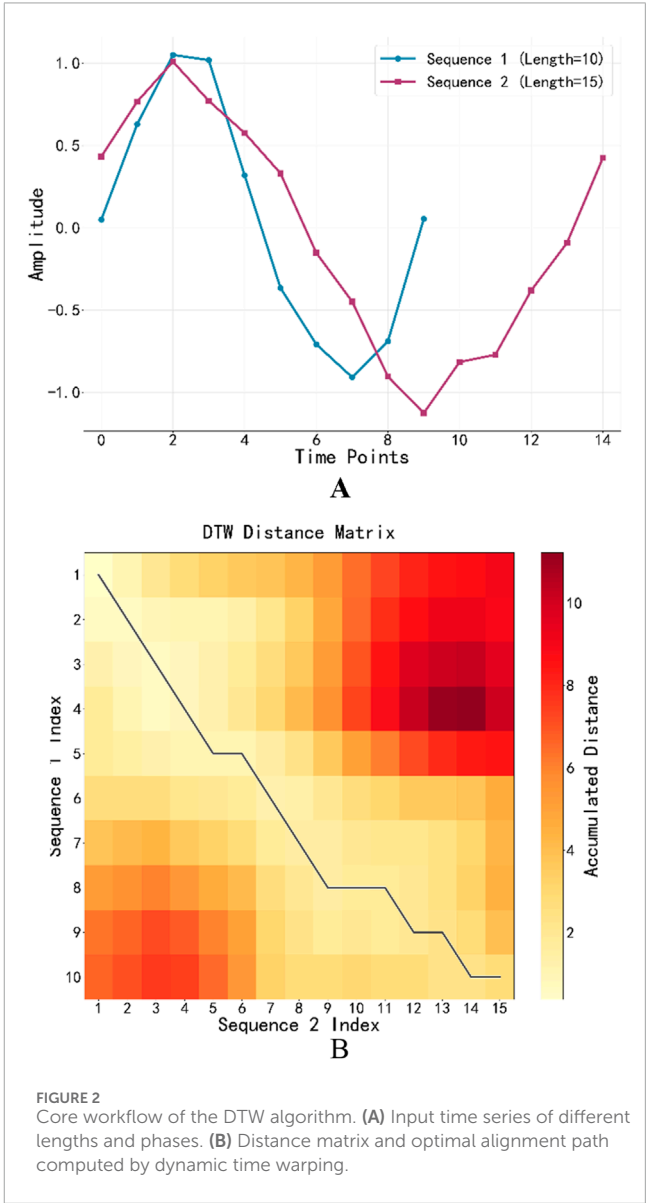 Sequence 1 (Length=10)
Sequence 2 (Length=15)
1.0
0.5
0.0
−0.5
−1.0
Amplitude
0 2 4 6 8 10 12 14
Time Points
A
DTW Distance Matrix
1
2
3
4
5
6
7
8
9
10
Sequence 1 Index
1 2 3 4 5 6 7 8 9 10 11 12 13 14 15
Sequence 2 Index
10
8
6
4
2
Accumulated Distance
B
FIGURE 2
Core workflow of the DTW algorithm. (A) Input time series of different
lengths and phases. (B) Distance matrix and optimal alignment path
computed by dynamic time warping.